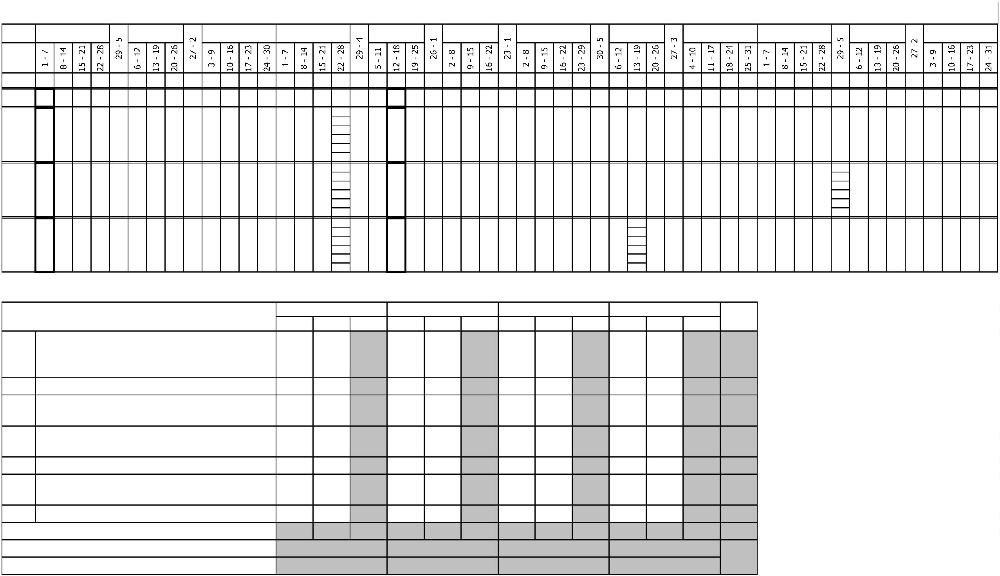 1 - 7
8 - 14
15 - 21
22 - 28
29 - 5
6 - 12
13 - 19
20 - 26
27 - 2
3 - 9
10 - 16
17 - 23
24 - 30
1 - 7
8 - 14
15 - 21
22 - 28
29 - 4
5 - 11
12 - 18
19 - 25
26 - 1
2 - 8
9 - 15
16 - 22
23 - 1
2 - 8
9 - 15
16 - 22
23 - 29
30 - 5
6 - 12
13 - 19
20 - 26
27 - 3
4 - 10
11 - 17
18 - 24
25 - 31
1 - 7
8 - 14
15 - 21
22 - 28
29 - 5
6 - 12
13 - 19
20 - 26
27 -2
3 - 9
10 - 16
17 - 23
24 - 31